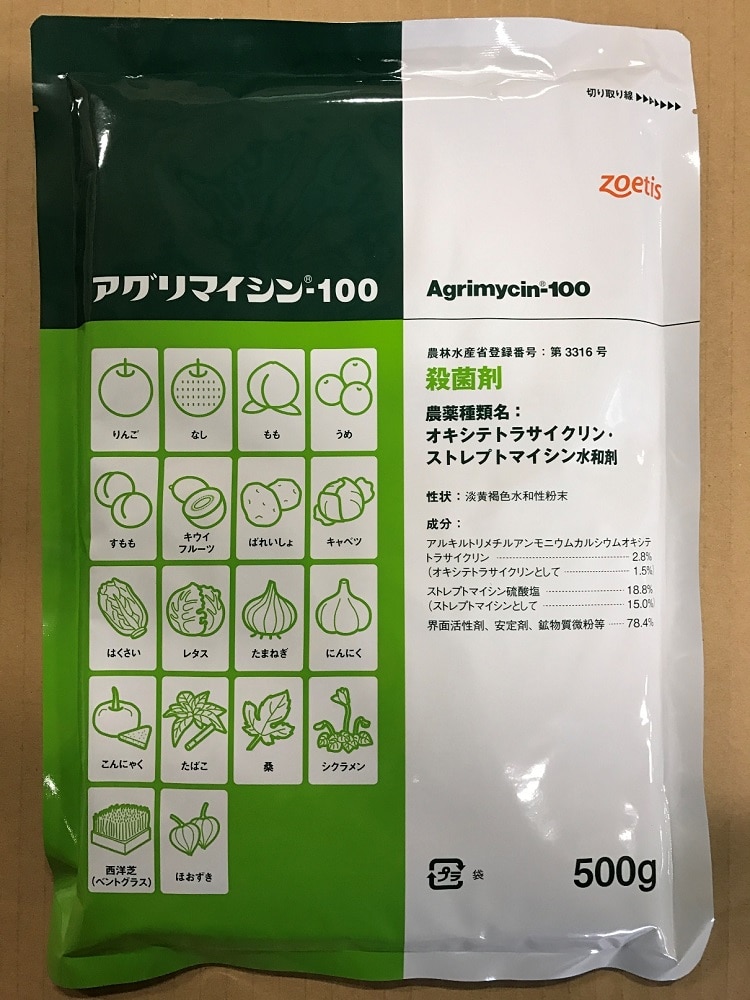 切り取り線▶▶▶▶▶▶▶
zoetis
アグリマイシン®-100
Agrimycin®-100
農林水産省登録番号：第3316号
殺菌剤
農薬種類名：
オキシテトラサイクリン・
ストレプトマイシン水和剤
性状：淡黄褐色水和性粉末
成分：
アルキルトリメチルアンモニウムカルシウムオキシテ
トラサイクリン 2.8%
（オキシテトラサイクリンとして 1.5%
ストレプトマイシン硫酸塩 18.8%
（ストレプトマイシンとして 15.0%
界面活性剤、安定剤、鉱物質微粉等 78.4%
りんご
なし
もも
うめ
すもも
キウイ
フルーツ
ばれいしょ
キャベツ
はくさい
レタス
たまねぎ
にんにく
こんにゃく
たばこ
桑
シクラメン
西洋芝
（ベントグラス）
ほおずき
プラ 袋
500g